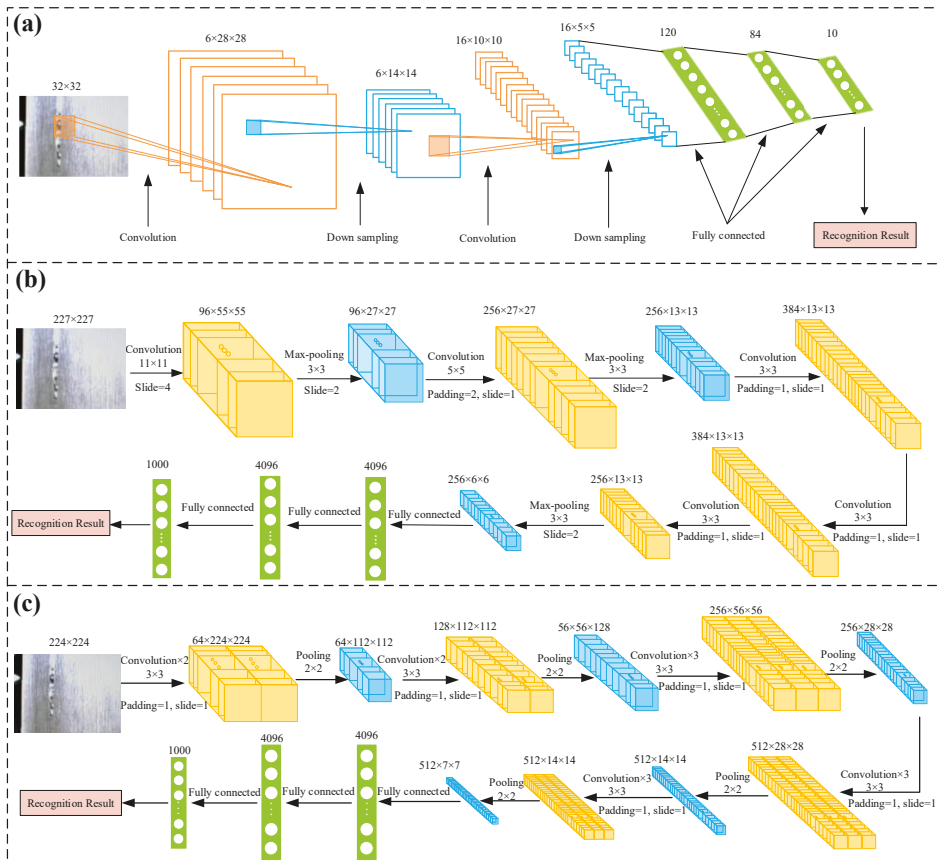 (a)
32×32
6×28×28
6×14×14
16×10×10
16×5×5
120
84
10
Convolution
Down sampling
Convolution
Down sampling
Fully connected
Recognition Result
(b)
227×227
Convolution
11×11
Slide=4
96×55×55
Max-pooling
3×3
Slide=2
96×27×27
Convolution
5×5
Padding=2, slide=1
256×27×27
Max-pooling
3×3
Slide=2
256×13×13
Convolution
3×3
Padding=1, slide=1
384×13×13
Convolution
3×3
Padding=1, slide=1
384×13×13
Convolution
3×3
Padding=1, slide=1
256×13×13
Max-pooling
3×3
Slide=2
256×6×6
Fully connected
4096
Fully connected
4096
Fully connected
1000
Recognition Result
(c)
224×224
Convolution×2
3×3
Padding=1, slide=1
64×224×224
Pooling
2×2
64×112×112
Convolution×2
3×3
Padding=1, slide=1
128×112×112
Pooling
2×2
56×56×128
Convolution×3
3×3
Padding=1, slide=1
256×56×56
Pooling
2×2
256×28×28
Convolution×3
3×3
Padding=1, slide=1
512×28×28
Pooling
2×2
512×14×14
Convolution×3
3×3
Padding=1, slide=1
512×14×14
Pooling
2×2
512×7×7
Fully connected
4096
Fully connected
4096
Fully connected
1000
Recognition Result